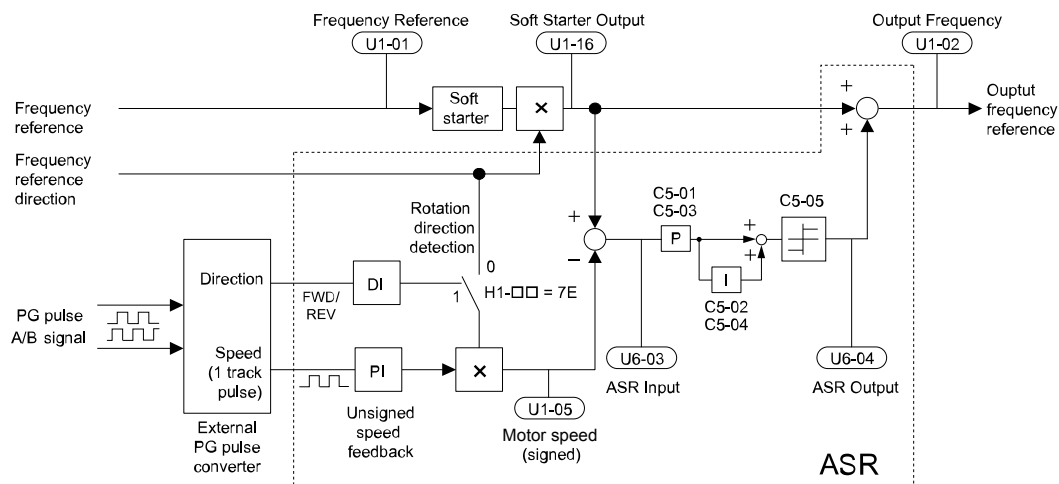 Frequency Reference
U1-01
Soft Starter Output
U1-16
Output Frequency
U1-02
Frequency
reference
Soft
starter
×
+
+
Ouptut
frequency
reference
Frequency
reference
direction
Rotation
direction
detection
C5-01
C5-03
C5-05
+
−
P
+
+
I
C5-02
C5-04
0
1
H1-□□ = 7E
Direction
FWD/
REV
DI
PG pulse
A/B signal
Speed
(1 track
pulse)
PI
×
U6-03
ASR Input
U6-04
ASR Output
U1-05
Motor speed
(signed)
External
PG pulse
converter
Unsigned
speed
feedback
ASR